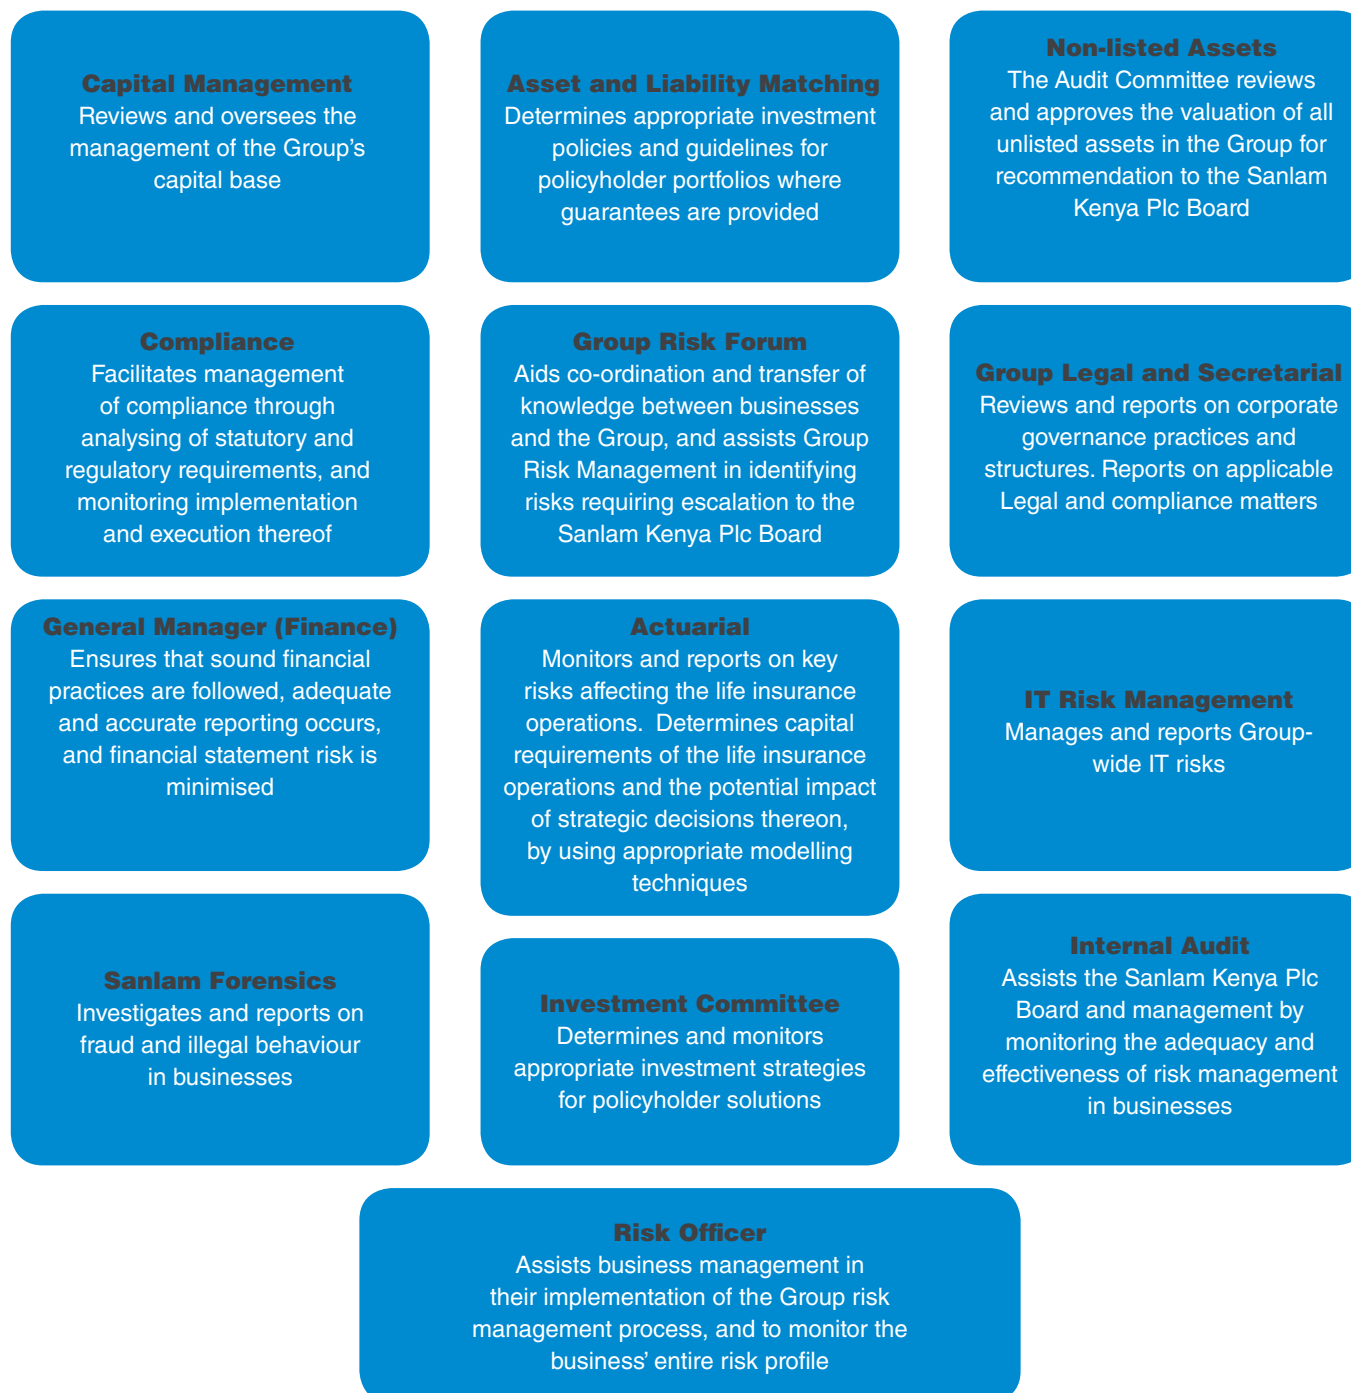 Capital Management
Reviews and oversees the
management of the Group’s
capital base
Asset and Liability Matching
Determines appropriate investment
policies and guidelines for
policyholder portfolios where
guarantees are provided
Non-listed Assets
The Audit Committee reviews
and approves the valuation of all
unlisted assets in the Group for
recommendation to the Sanlam
Kenya Plc Board
Compliance
Facilitates management
of compliance through
analysing of statutory and
regulatory requirements, and
monitoring implementation
and execution thereof
Group Risk Forum
Aids co-ordination and transfer of
knowledge between businesses
and the Group, and assists Group
Risk Management in identifying
risks requiring escalation to the
Sanlam Kenya Plc Board
Group Legal and Secretarial
Reviews and reports on corporate
governance practices and
structures. Reports on applicable
Legal and compliance matters
General Manager (Finance)
Ensures that sound financial
practices are followed, adequate
and accurate reporting occurs,
and financial statement risk is
minimised
Actuarial
Monitors and reports on key
risks affecting the life insurance
operations.  Determines capital
requirements of the life insurance
operations and the potential impact
of strategic decisions thereon,
by using appropriate modelling
techniques
IT Risk Management
Manages and reports Group-
wide IT risks
Sanlam Forensics
Investigates and reports on
fraud and illegal behaviour
in businesses
Investment Committee
Determines and monitors
appropriate investment strategies
for policyholder solutions
Internal Audit
Assists the Sanlam Kenya Plc
Board and management by
monitoring the adequacy and
effectiveness of risk management
in businesses
Risk Officer
Assists business management in
their implementation of the Group risk
management process, and to monitor the
business’ entire risk profile